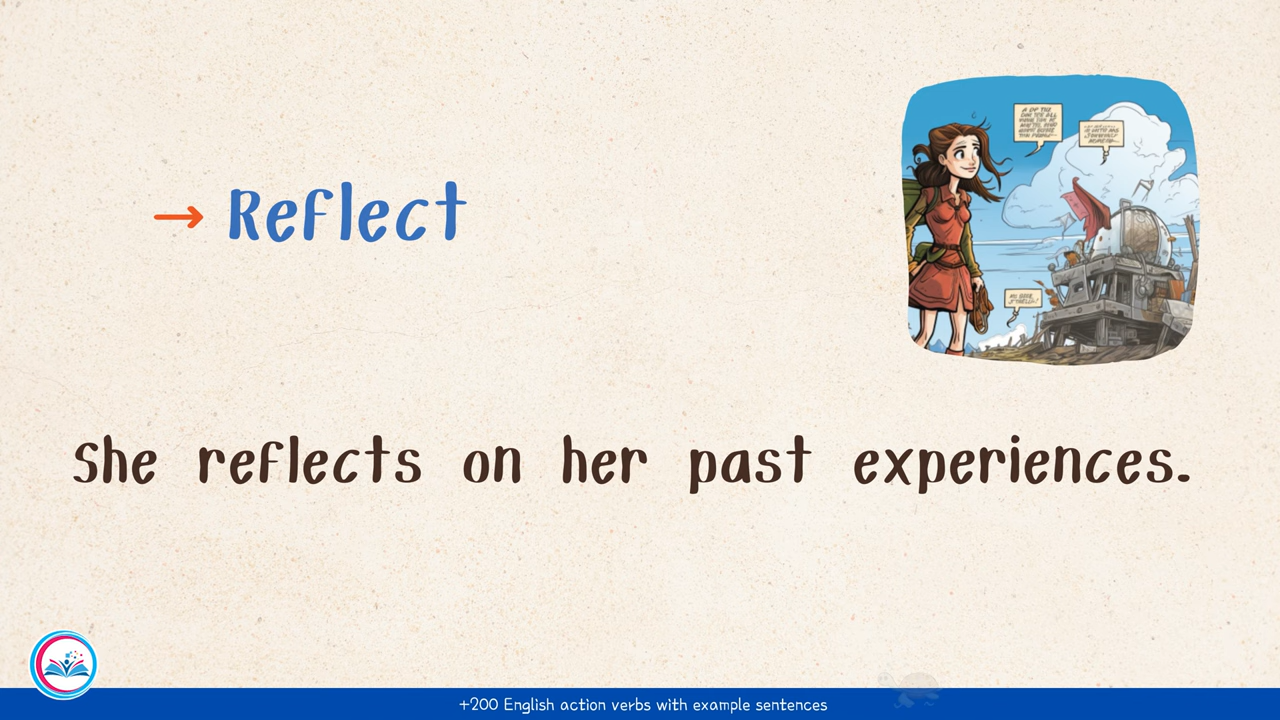 → Reflect
She reflects on her past experiences.
+200 English action verbs with example sentences